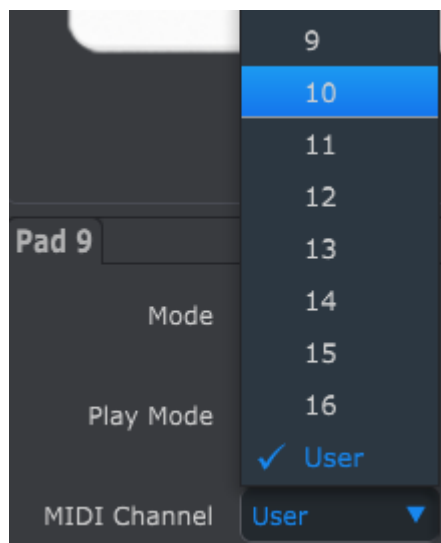 9
10
11
12
Pad 9
13
Mode
14
15
Play Mode
16
✓ User
MIDI Channel User ▼